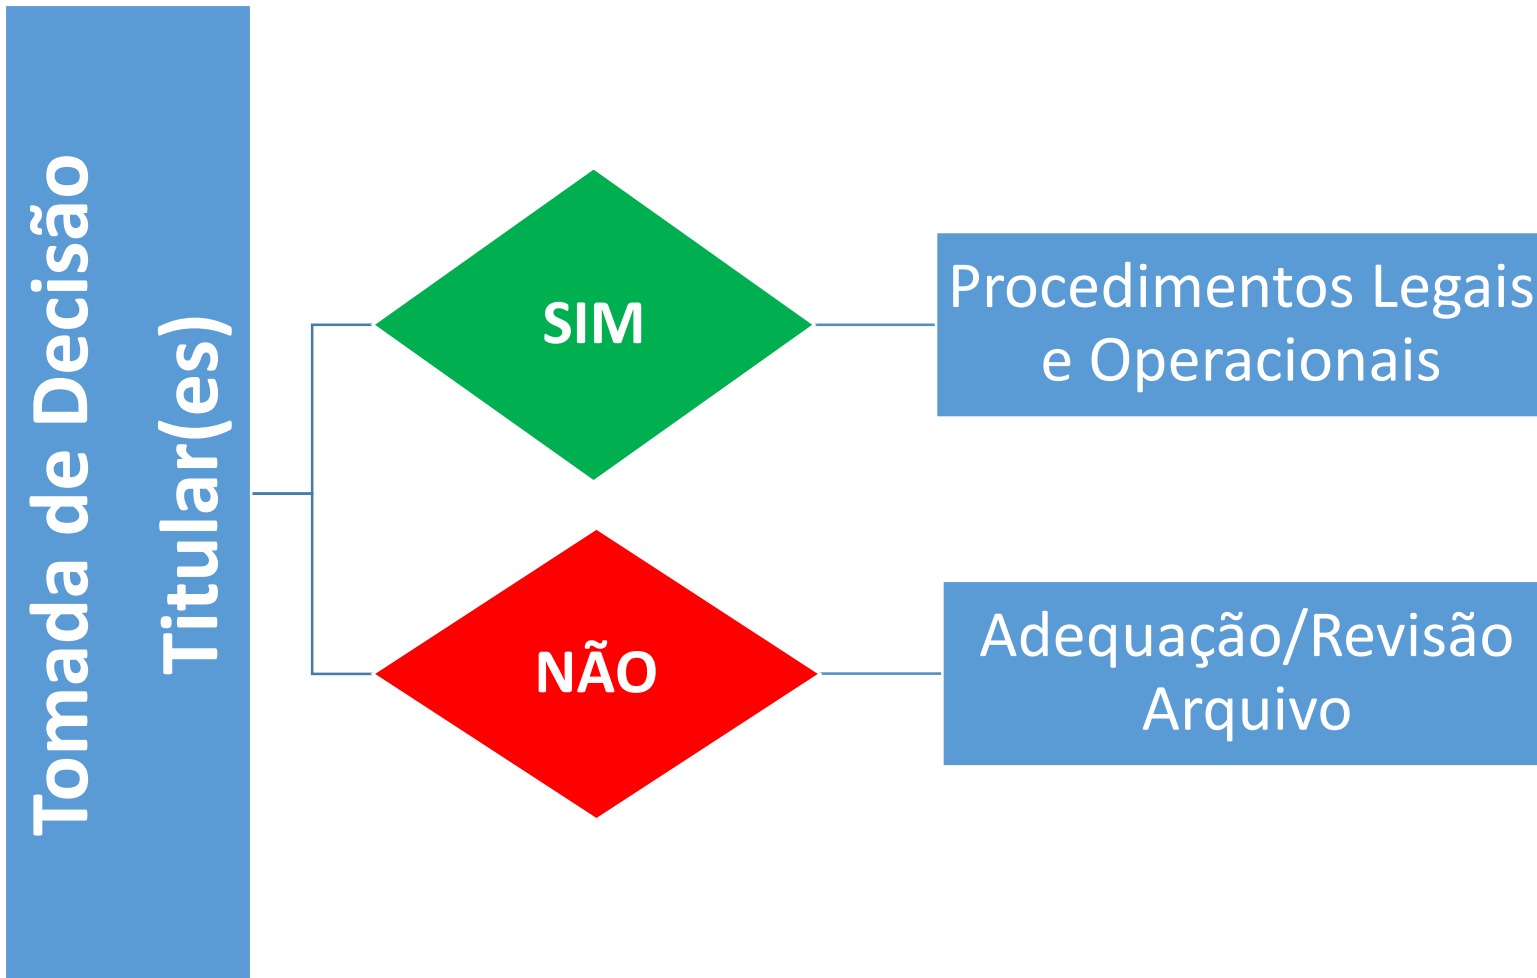 Tomada de Decisão
Titular(es)
SIM
Procedimentos Legais
e Operacionais
NÃO
Adequação/Revisão
Arquivo